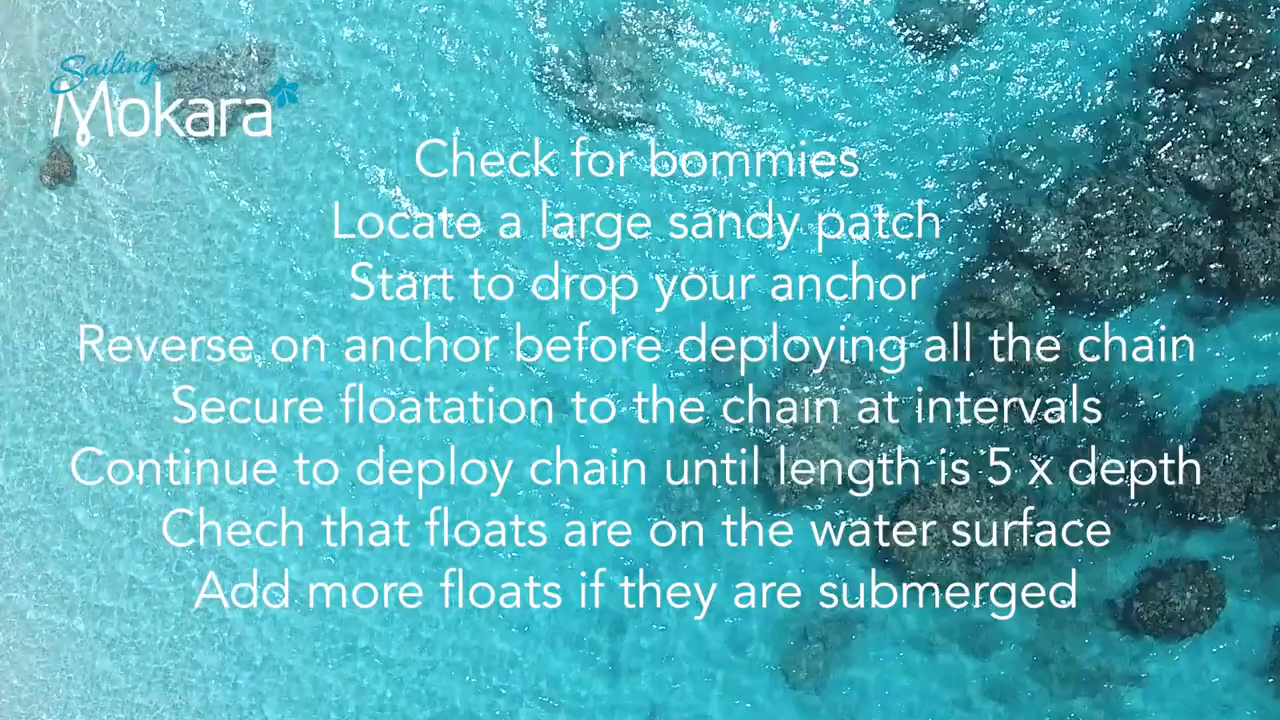 Sailing
Mokara
Check for bommies
Locate a large sandy patch
Start to drop your anchor
Reverse on anchor before deploying all the chain
Secure floatation to the chain at intervals
Continue to deploy chain until length is 5 x depth
Chech that floats are on the water surface
Add more floats if they are submerged